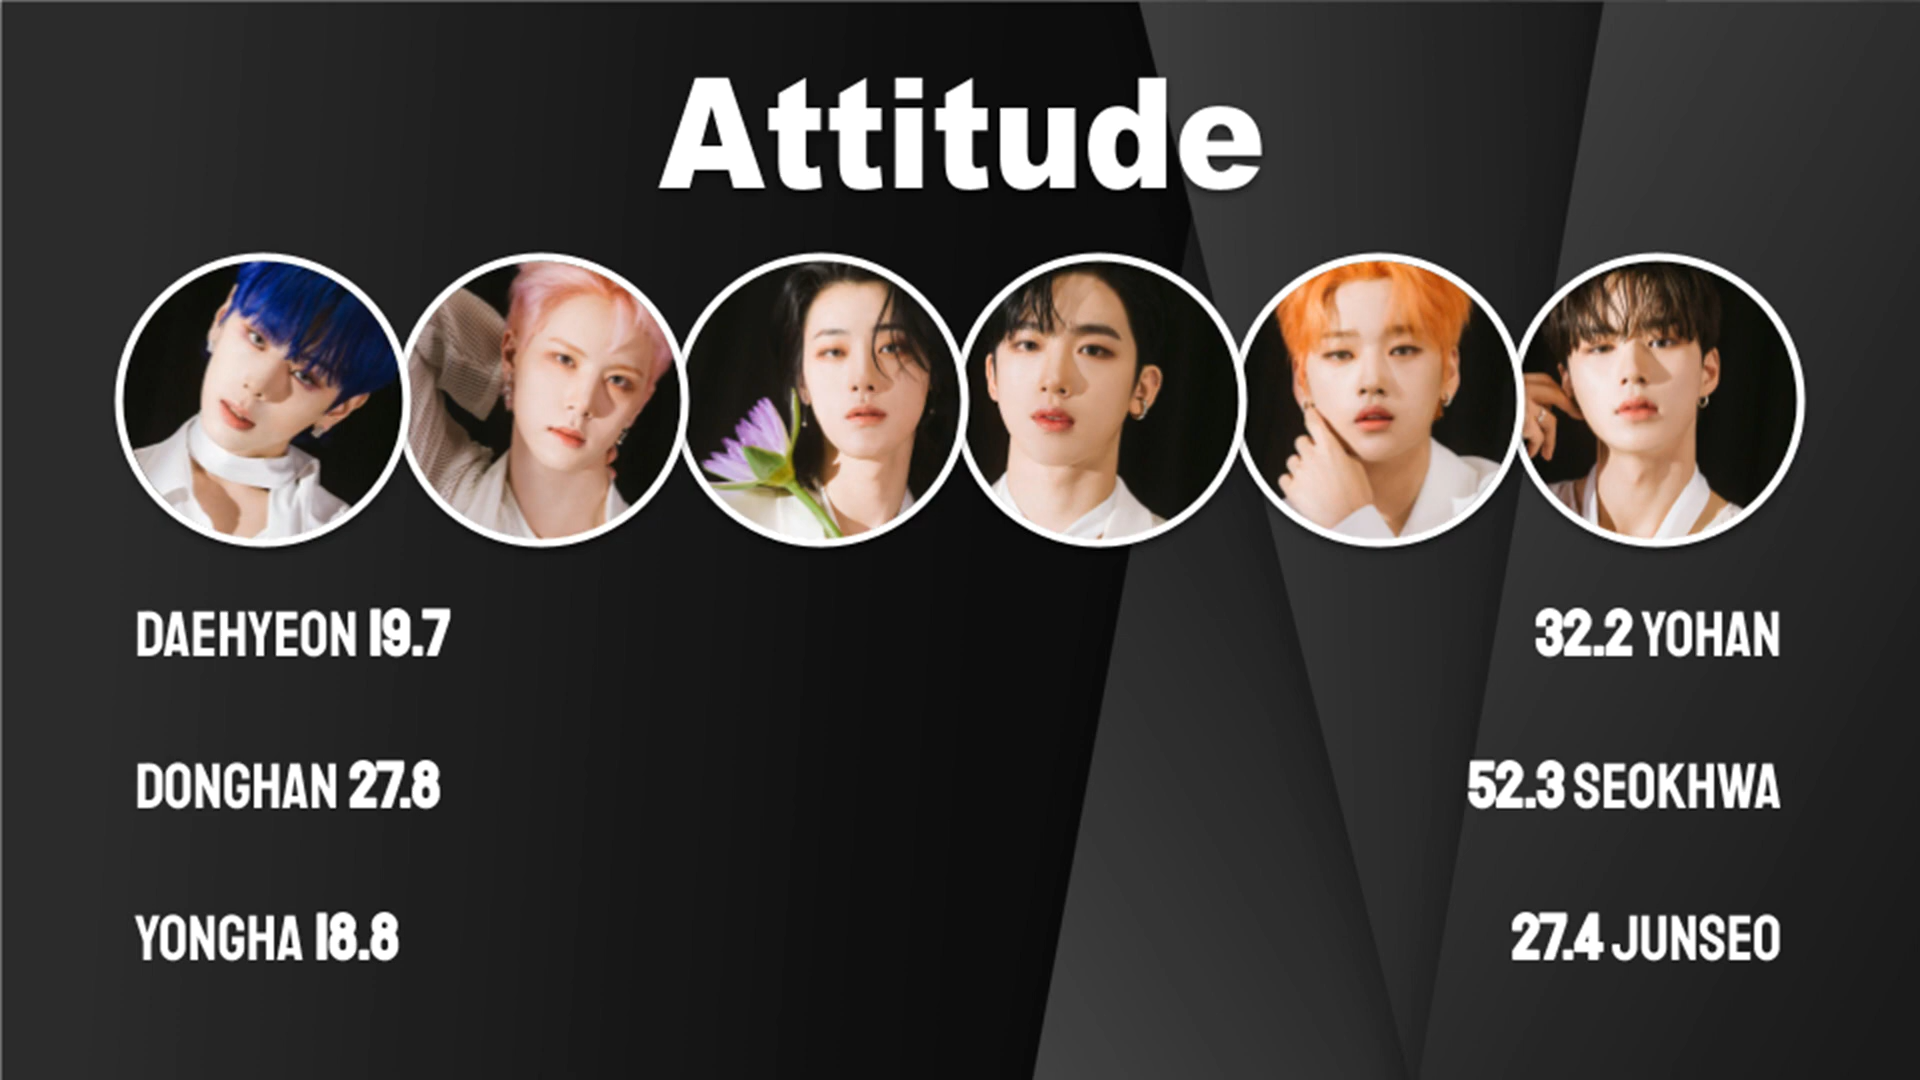 Attitude
DAEHYEON 19.7
32.2 YOHAN
DONGHAN 27.8
52.3 SEOKHWA
YONGHA 18.8
27.4 JUNSEO